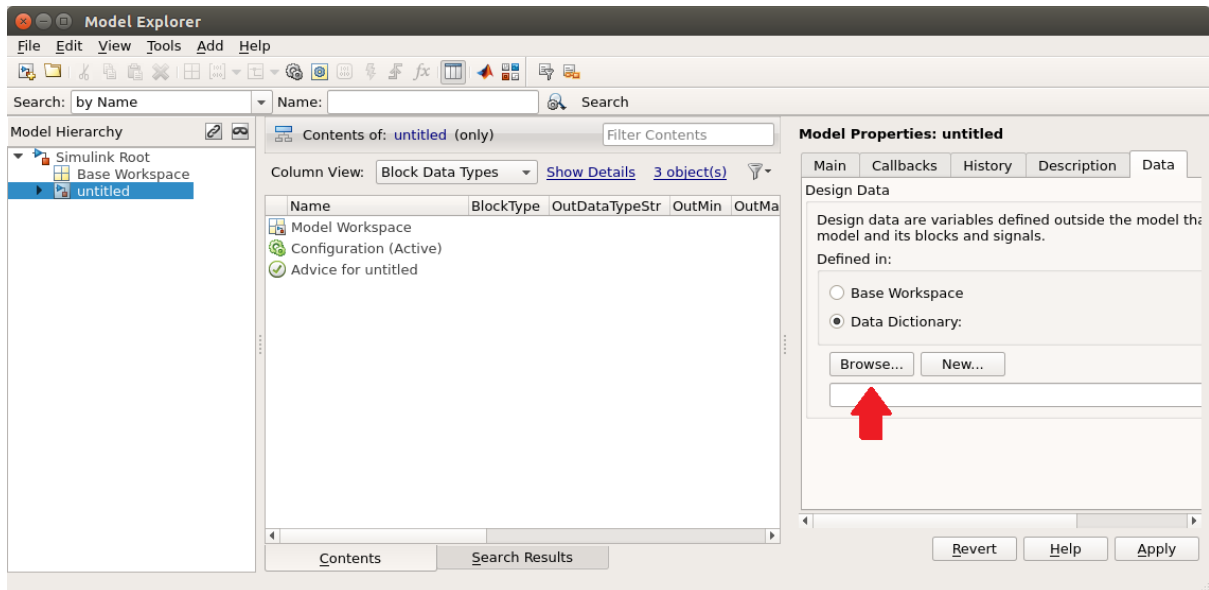 Model Explorer
File Edit View Tools Add Help
Search: by Name Name: Search
Model Hierarchy
Simulink Root
Base Workspace
untitled
Contents of: untitled (only) Filter Contents
Column View: Block Data Types Show Details 3 object(s)
Name BlockType OutDataTypeStr OutMin OutMa
Model Workspace
Configuration (Active)
Advice for untitled
Contents Search Results
Model Properties: untitled
Main Callbacks History Description Data
Design Data
Design data are variables defined outside the model tha
model and its blocks and signals.
Defined in:
Base Workspace
Data Dictionary:
Browse... New...
Revert Help Apply